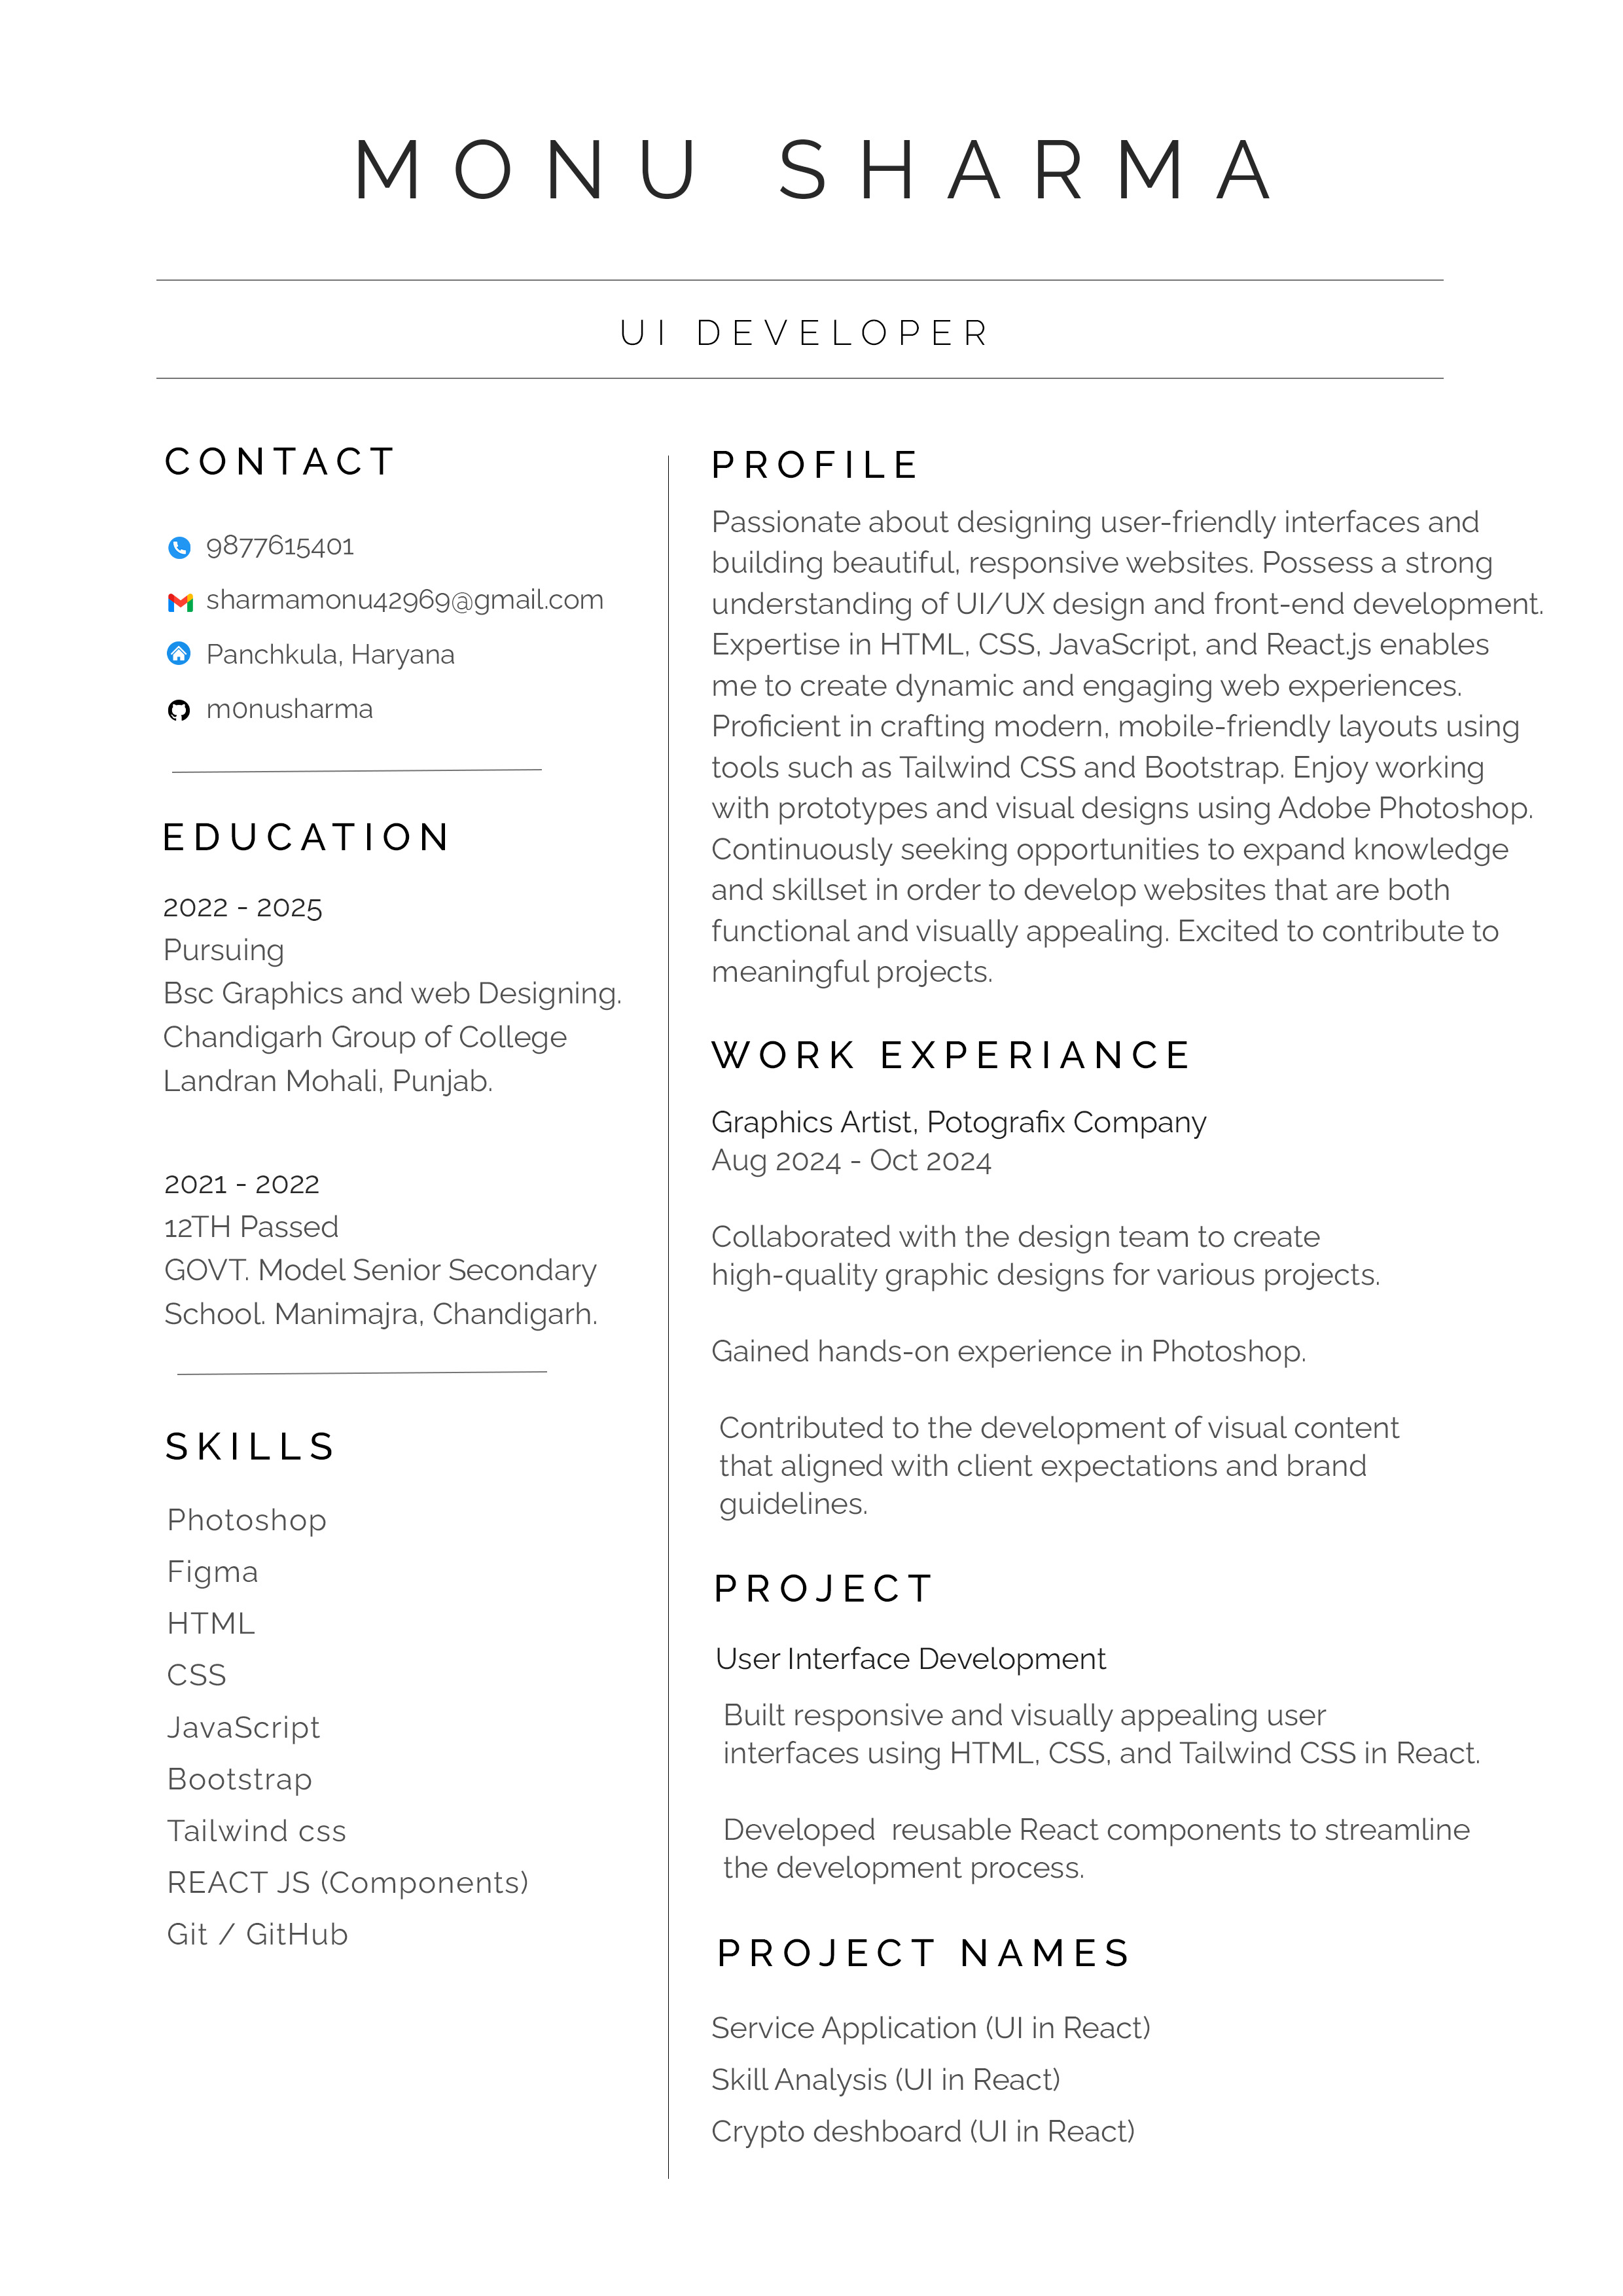 MONU SHARMA
UI DEVELOPER
CONTACT
9877615401
sharmamonu42969@gmail.com
Panchkula, Haryana
m0nusharma
EDUCATION
2022 - 2025
Pursuing
Bsc Graphics and web Designing.
Chandigarh Group of College
Landran Mohali, Punjab.
2021 - 2022
12TH Passed
GOVT. Model Senior Secondary
School. Manimajra, Chandigarh.
SKILLS
Photoshop
Figma
HTML
CSS
JavaScript
Bootstrap
Tailwind css
REACT JS (Components)
Git / GitHub
PROFILE
Passionate about designing user-friendly interfaces and
building beautiful, responsive websites. Possess a strong
understanding of UI/UX design and front-end development.
Expertise in HTML, CSS, JavaScript, and React.js enables
me to create dynamic and engaging web experiences.
Proficient in crafting modern, mobile-friendly layouts using
tools such as Tailwind CSS and Bootstrap. Enjoy working
with prototypes and visual designs using Adobe Photoshop.
Continuously seeking opportunities to expand knowledge
and skillset in order to develop websites that are both
functional and visually appealing. Excited to contribute to
meaningful projects.
WORK EXPERIANCE
Graphics Artist, Potografix Company
Aug 2024 - Oct 2024
Collaborated with the design team to create
high-quality graphic designs for various projects.
Gained hands-on experience in Photoshop.
Contributed to the development of visual content
that aligned with client expectations and brand
guidelines.
PROJECT
User Interface Development
Built responsive and visually appealing user
interfaces using HTML, CSS, and Tailwind CSS in React.
Developed  reusable React components to streamline
the development process.
PROJECT NAMES
Service Application (UI in React)
Skill Analysis (UI in React)
Crypto deshboard (UI in React)